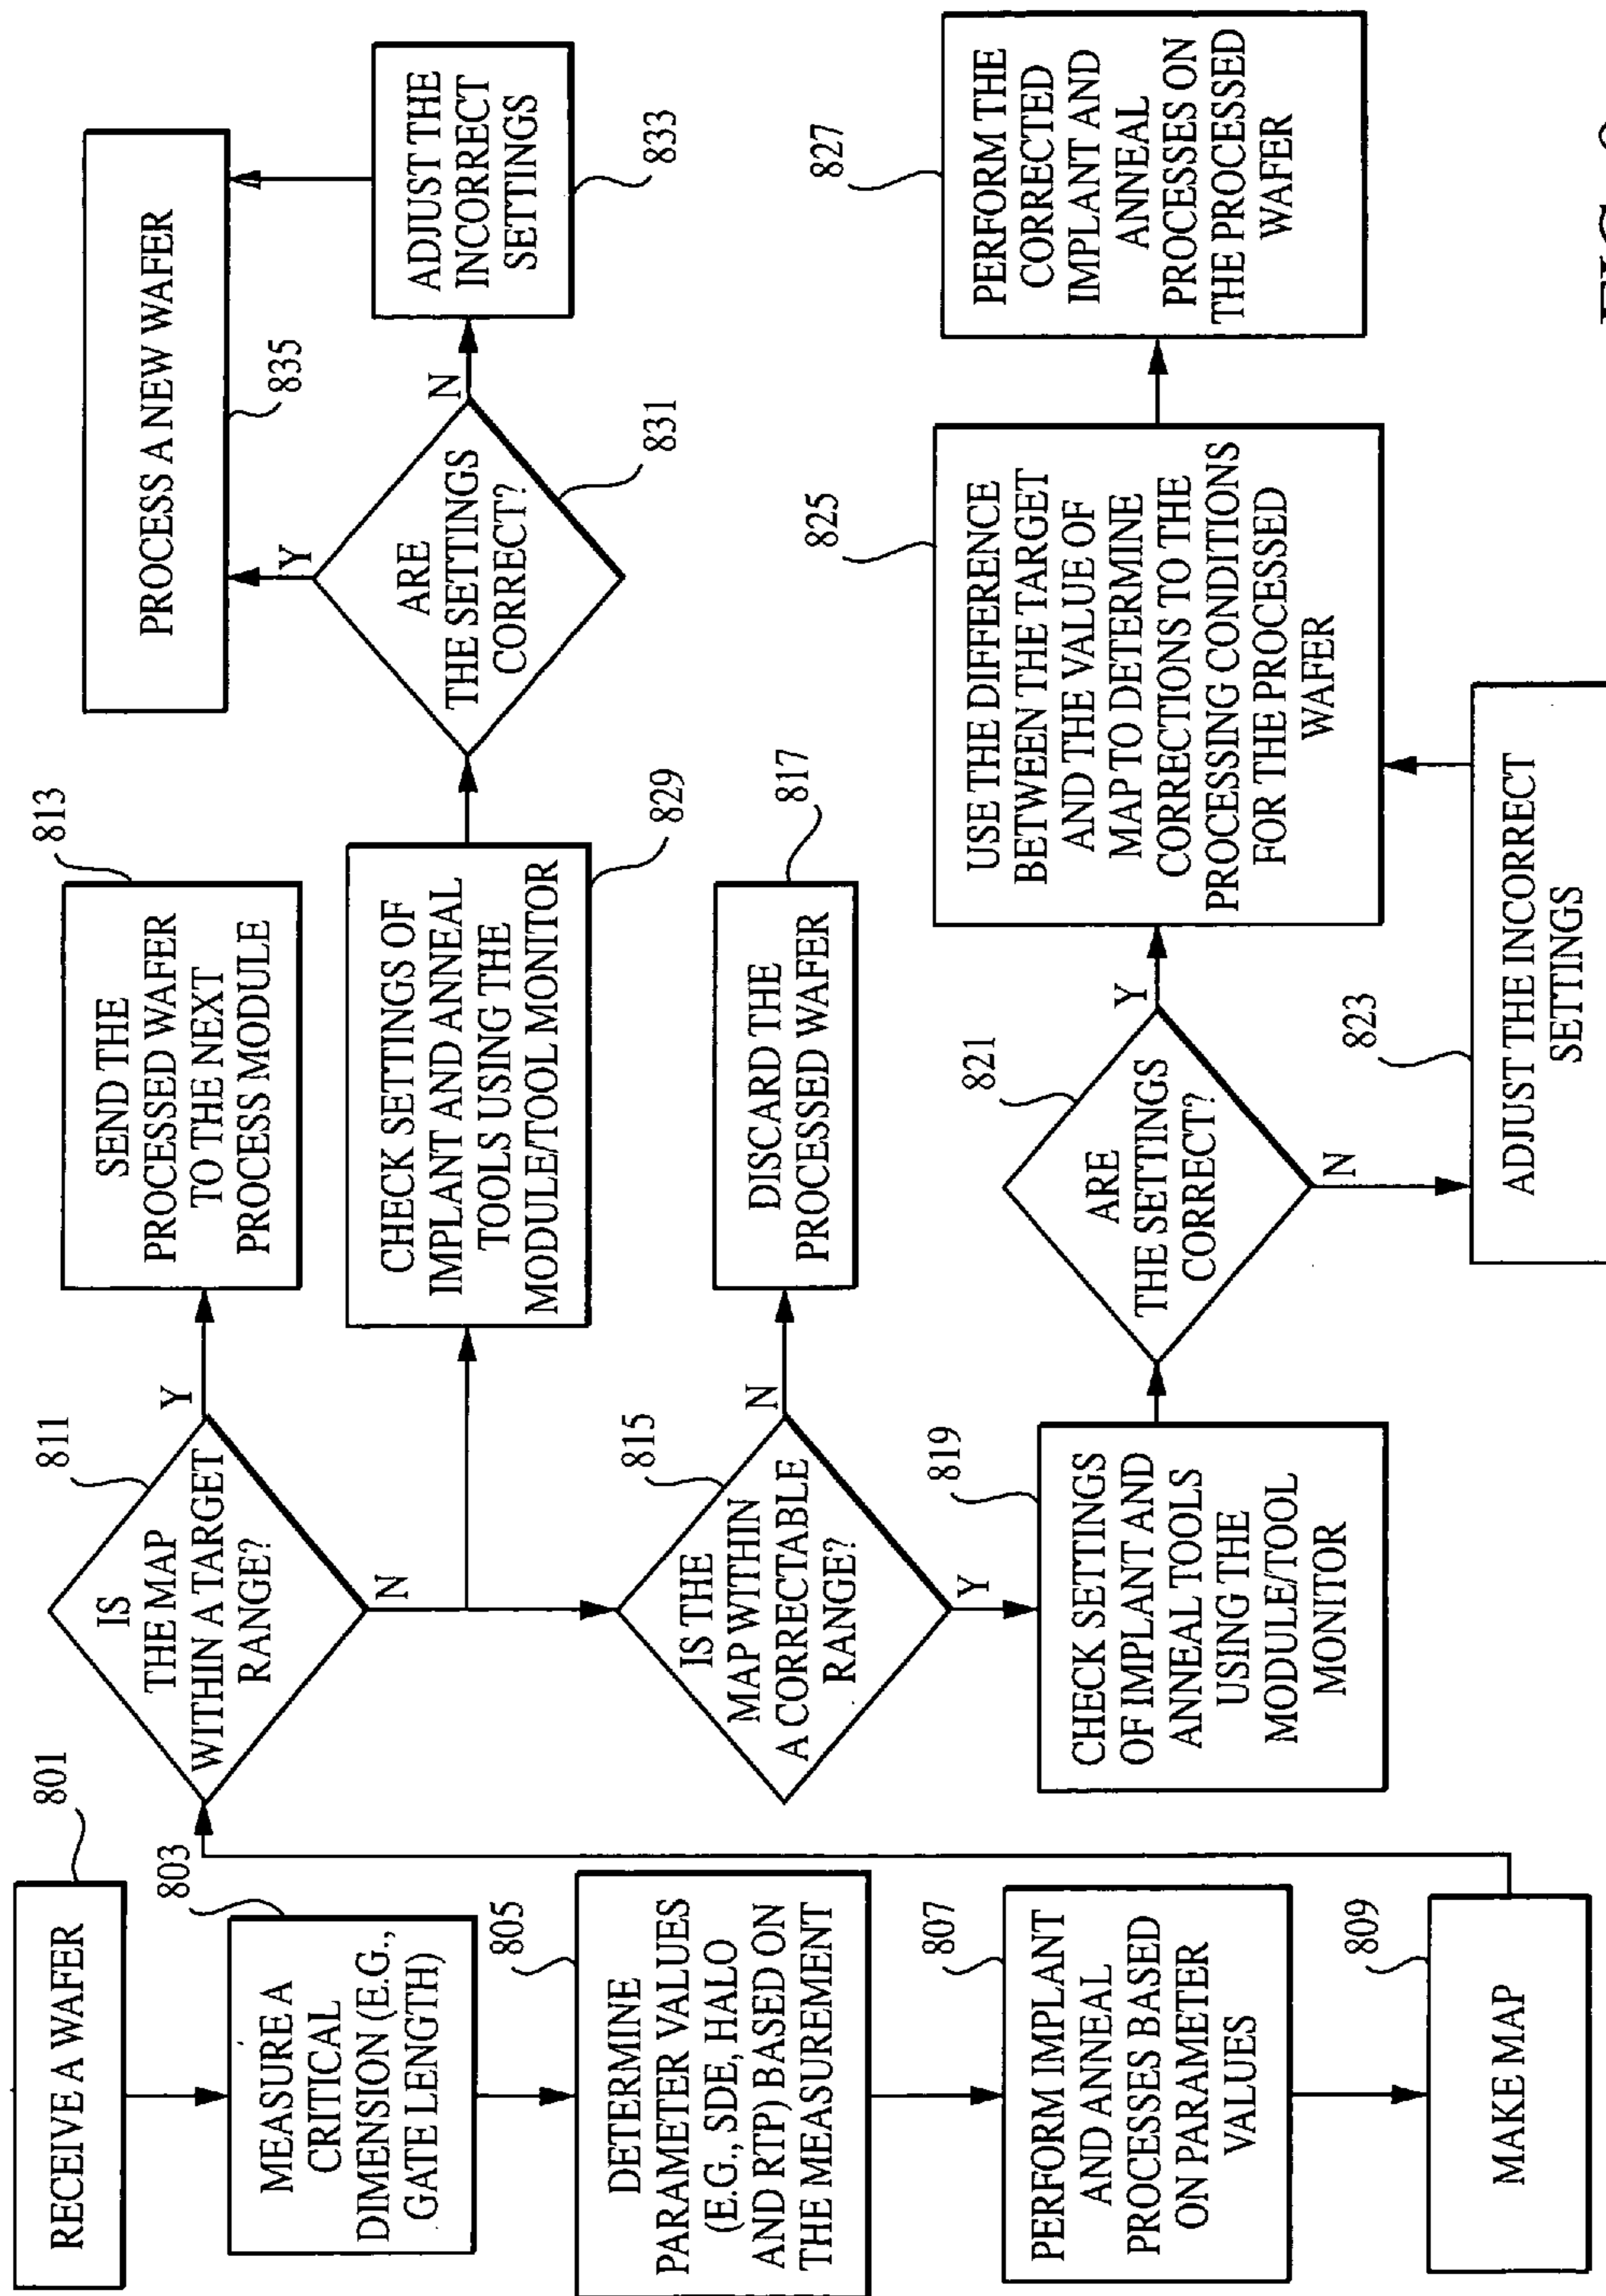 801
RECEIVE A WAFER
803
MEASURE A
CRITICAL
DIMENSION (E.G.,
GATE LENGTH)
805
DETERMINE
PARAMETER VALUES
(E.G., SDE, HALO
AND RTP) BASED ON
THE MEASUREMENT
807
PERFORM IMPLANT
AND ANNEAL
PROCESSES BASED
ON PARAMETER
VALUES
809
MAKE MAP
811
IS
THE MAP
WITHIN A TARGET
RANGE?
Y
N
813
SEND THE
PROCESSED WAFER
TO THE NEXT
PROCESS MODULE
815
IS THE
MAP WITHIN
A CORRECTABLE
RANGE?
N
Y
817
DISCARD THE
PROCESSED WAFER
819
CHECK SETTINGS
OF IMPLANT AND
ANNEAL TOOLS
USING THE
MODULE/TOOL
MONITOR
821
ARE
THE SETTINGS
CORRECT?
Y
N
823
ADJUST THE INCORRECT
SETTINGS
825
USE THE DIFFERENCE
BETWEEN THE TARGET
AND THE VALUE OF
MAP TO DETERMINE
CORRECTIONS TO THE
PROCESSING CONDITIONS
FOR THE PROCESSED
WAFER
827
PERFORM THE
CORRECTED
IMPLANT AND
ANNEAL
PROCESSES ON
THE PROCESSED
WAFER
829
CHECK SETTINGS OF
IMPLANT AND ANNEAL
TOOLS USING THE
MODULE/TOOL MONITOR
831
ARE
THE SETTINGS
CORRECT?
Y
N
833
ADJUST THE
INCORRECT
SETTINGS
835
PROCESS A NEW WAFER